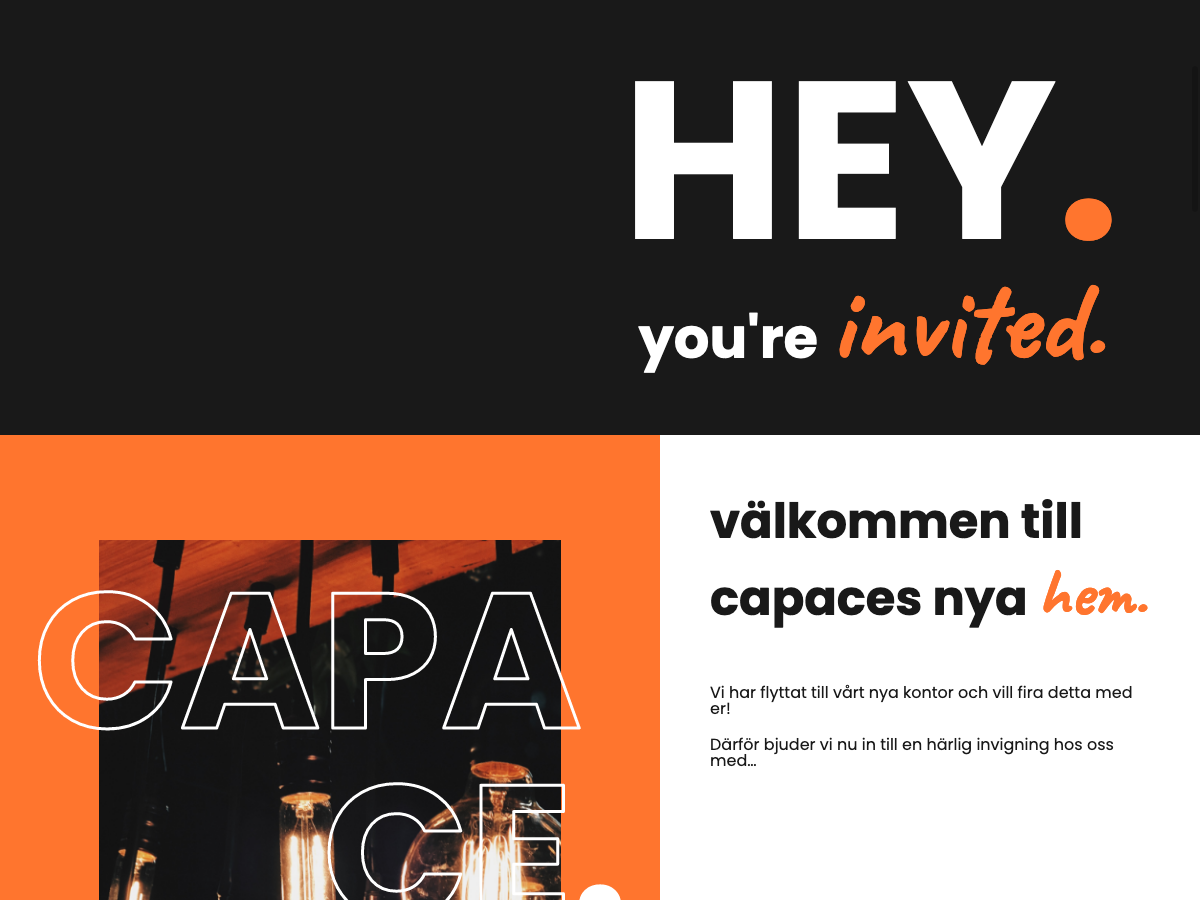 HEY.
you're invited.
CAPA
CE.
välkommen till
capaces nya hem.
Vi har flyttat till vårt nya kontor och vill fira detta med
er!
Därför bjuder vi nu in till en härlig invigning hos oss
med...